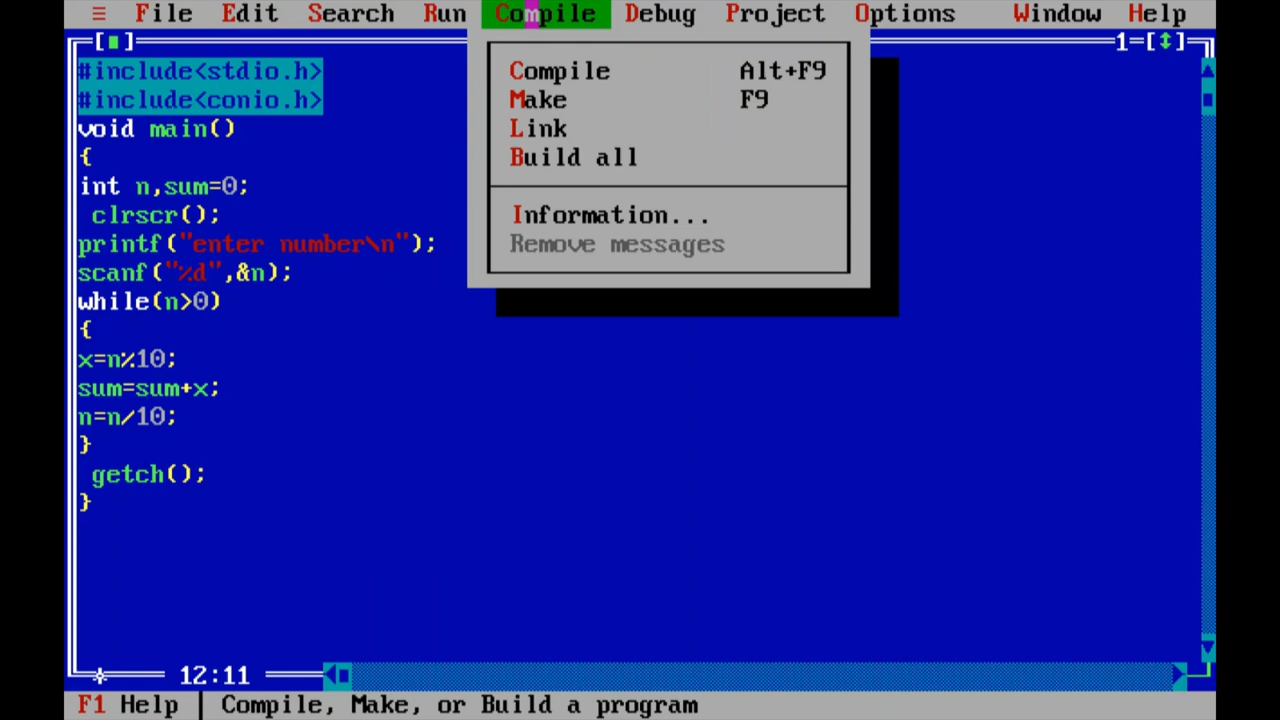 ≡ File Edit Search Run Compile Debug Project Options Window Help
[■] 1=[↕]
#include<stdio.h>
#include<conio.h>
void main()
{
int n,sum=0;
clrscr();
printf("enter number\n");
scanf("%d",&n);
while(n>0)
{
x=n%10;
sum=sum+x;
n=n/10;
}
getch();
}
Compile Alt+F9
Make F9
Link
Build all
Information...
Remove messages
12:11
F1 Help | Compile, Make, or Build a program